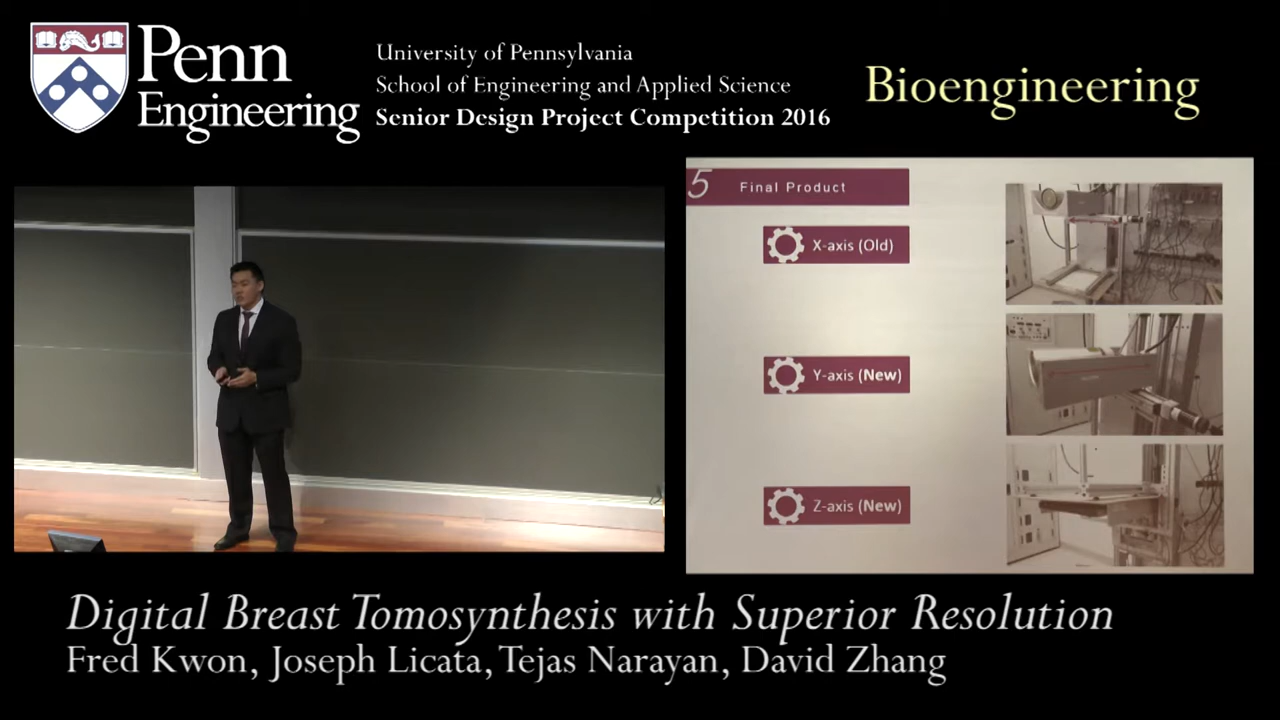 Penn
Engineering
University of Pennsylvania
School of Engineering and Applied Science
Senior Design Project Competition 2016
Bioengineering
5 Final Product
X-axis (Old)
Y-axis (New)
Z-axis (New)
Digital Breast Tomosynthesis with Superior Resolution
Fred Kwon, Joseph Licata, Tejas Narayan, David Zhang